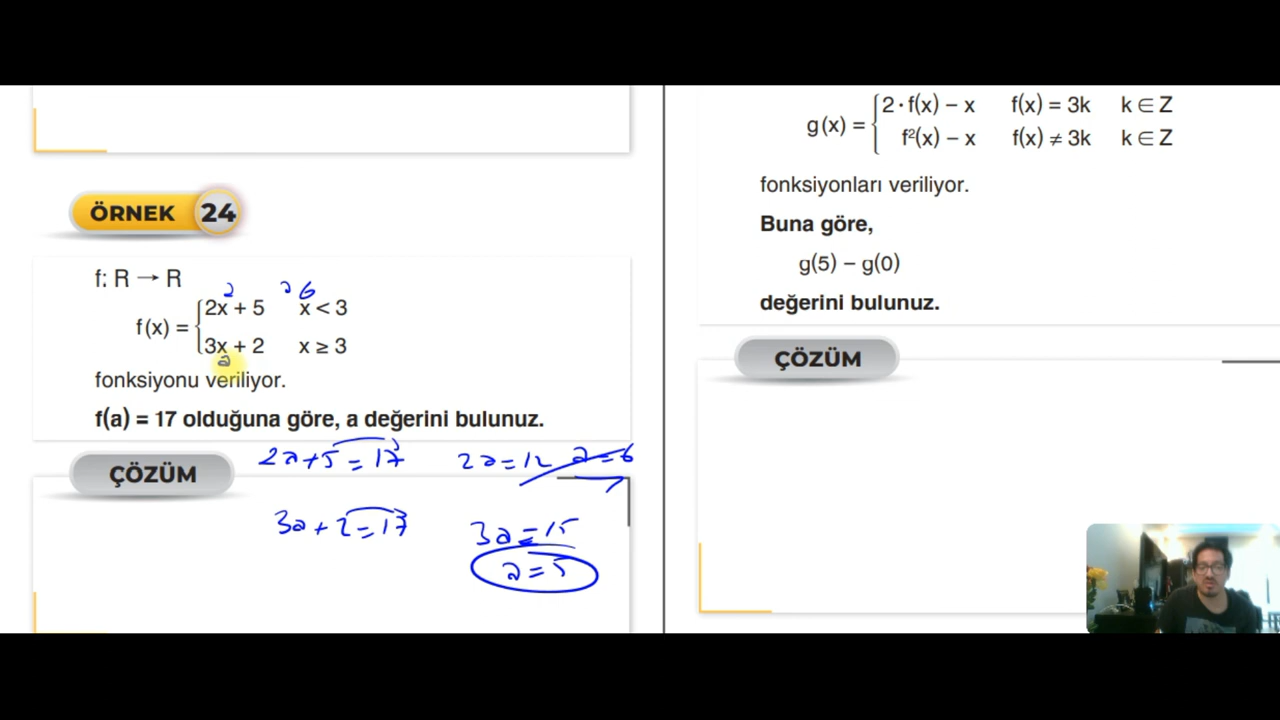 ÖRNEK 24
f: R → R
a a 6
f(x) = { 2x + 5 x < 3
3x + 2 x ≥ 3
a
fonksiyonu veriliyor.
f(a) = 17 olduğuna göre, a değerini bulunuz.
ÇÖZÜM
2a+5=17 2a=12 a=6
3a+2=17 3a=15
a=5
g(x) = { 2·f(x) − x f(x) = 3k k ∈ Z
f²(x) − x f(x) ≠ 3k k ∈ Z
fonksiyonları veriliyor.
Buna göre,
g(5) − g(0)
değerini bulunuz.
ÇÖZÜM